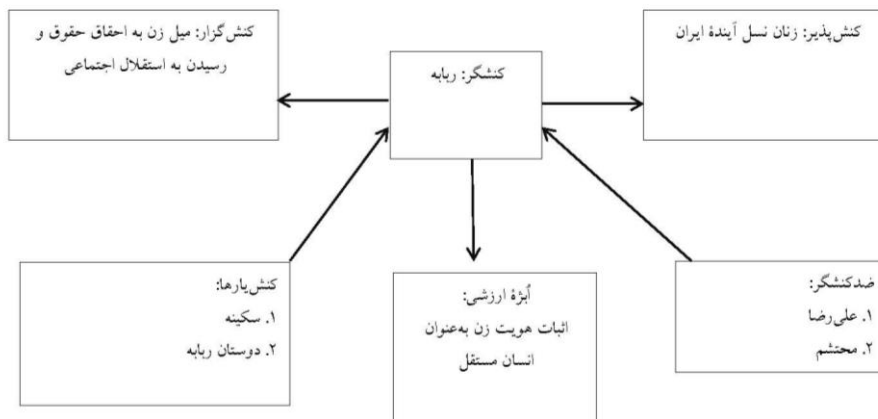 کنش‌پذیر: زنان نسل آیندۀ ایران
کنشگر: ربابه
کنش‌گزار: میل زن به احقاق حقوق و
رسیدن به استقلال اجتماعی
ضدکنشگر:
۱. علی‌رضا
۲. محتشم
اُبژۀ ارزشی:
اثبات هویت زن به‌عنوان
انسان مستقل
کنش‌یارها:
۱. سکینه
۲. دوستان ربابه